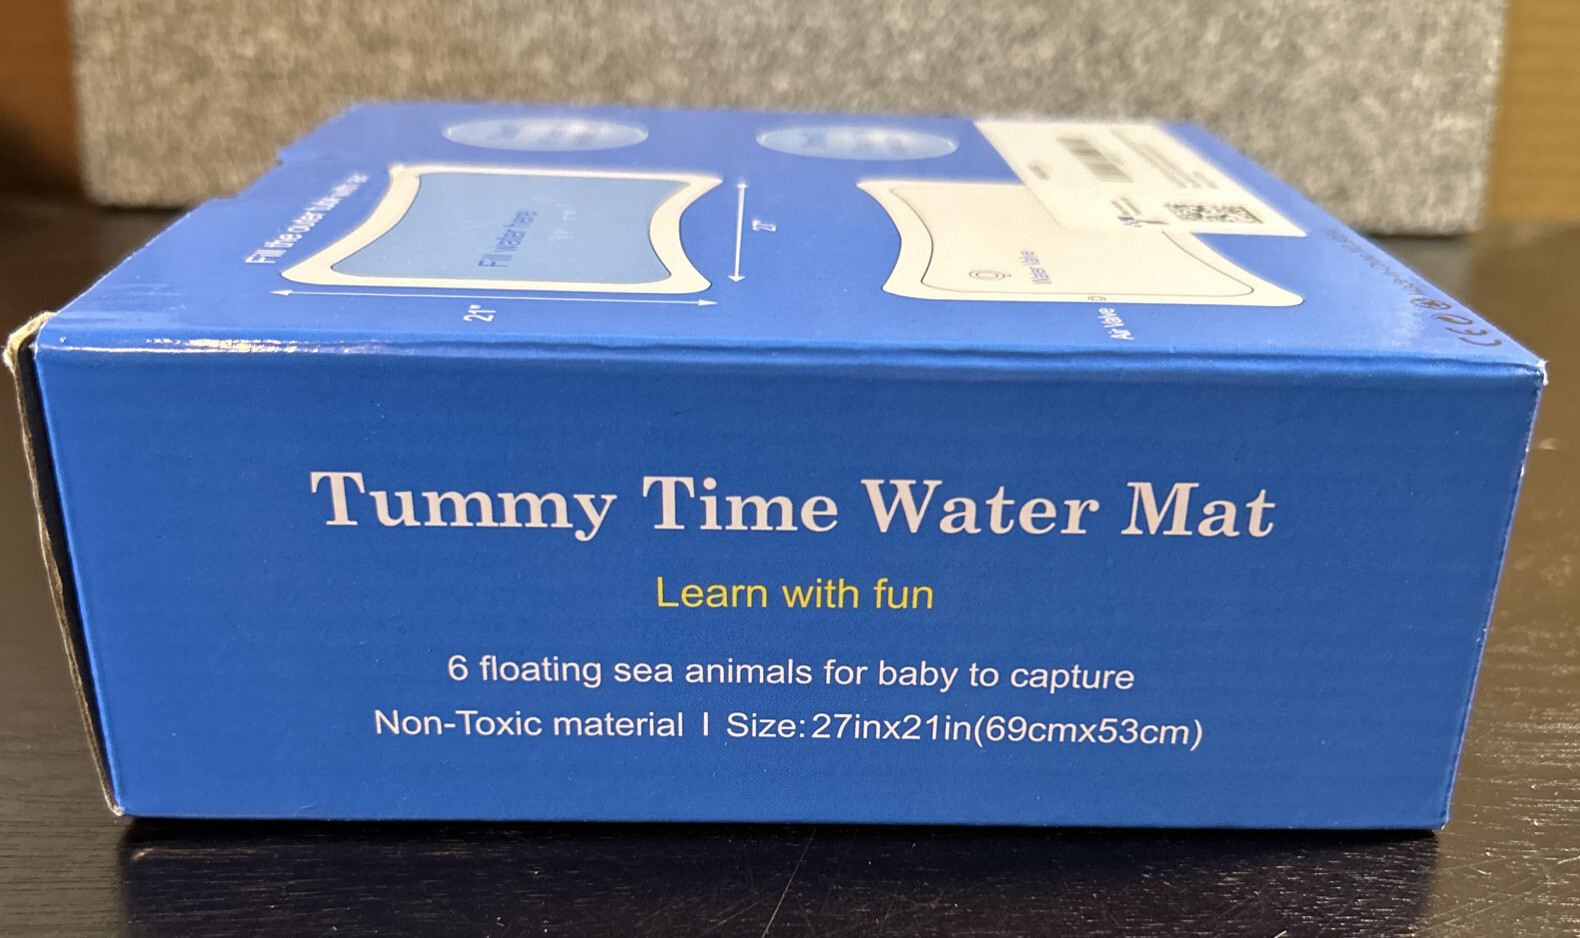 Fill the outer tube with air
Fill water here
27"
21"
Water Valve
Air Valve
Tummy Time Water Mat
Learn with fun
6 floating sea animals for baby to capture
Non-Toxic material I Size:27inx21in(69cmx53cm)